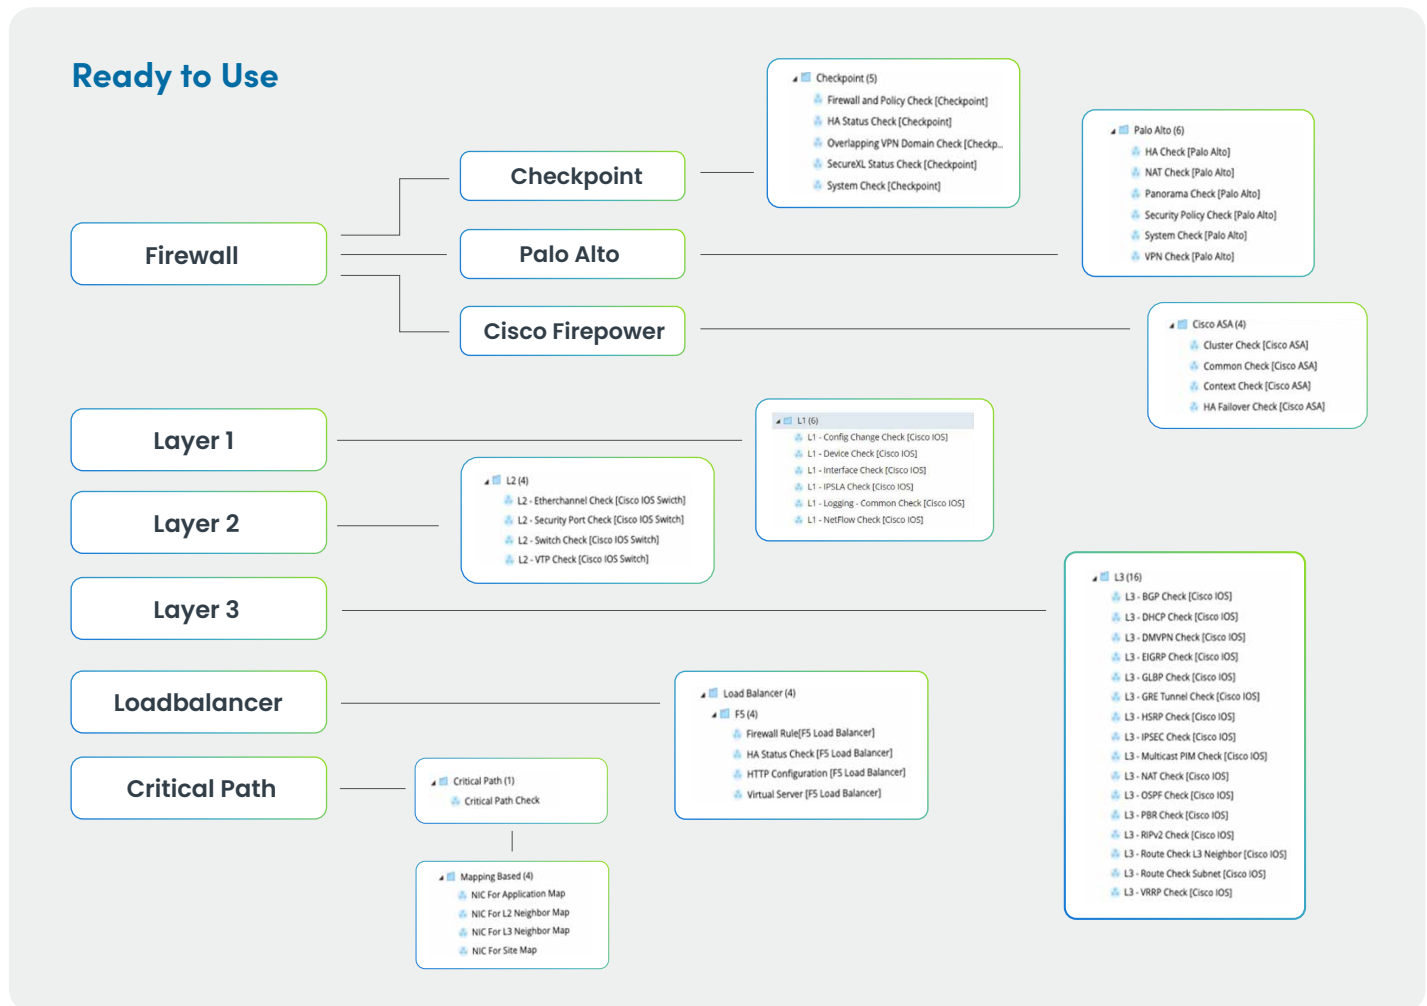 Ready to Use
Firewall
Checkpoint
Palo Alto
Cisco Firepower
Checkpoint (5)
Firewall and Policy Check [Checkpoint]
HA Status Check [Checkpoint]
Overlapping VPN Domain Check [Checkp...
SecureXL Status Check [Checkpoint]
System Check [Checkpoint]
Palo Alto (6)
HA Check [Palo Alto]
NAT Check [Palo Alto]
Panorama Check [Palo Alto]
Security Policy Check [Palo Alto]
System Check [Palo Alto]
VPN Check [Palo Alto]
Cisco ASA (4)
Cluster Check [Cisco ASA]
Common Check [Cisco ASA]
Context Check [Cisco ASA]
HA Failover Check [Cisco ASA]
Layer 1
L1 (6)
L1 - Config Change Check [Cisco IOS]
L1 - Device Check [Cisco IOS]
L1 - Interface Check [Cisco IOS]
L1 - IPSLA Check [Cisco IOS]
L1 - Logging - Common Check [Cisco IOS]
L1 - NetFlow Check [Cisco IOS]
Layer 2
L2 (4)
L2 - Etherchannel Check [Cisco IOS Swicth]
L2 - Security Port Check [Cisco IOS Switch]
L2 - Switch Check [Cisco IOS Switch]
L2 - VTP Check [Cisco IOS Switch]
Layer 3
L3 (16)
L3 - BGP Check [Cisco IOS]
L3 - DHCP Check [Cisco IOS]
L3 - DMVPN Check [Cisco IOS]
L3 - EIGRP Check [Cisco IOS]
L3 - GLBP Check [Cisco IOS]
L3 - GRE Tunnel Check [Cisco IOS]
L3 - HSRP Check [Cisco IOS]
L3 - IPSEC Check [Cisco IOS]
L3 - Multicast PIM Check [Cisco IOS]
L3 - NAT Check [Cisco IOS]
L3 - OSPF Check [Cisco IOS]
L3 - PBR Check [Cisco IOS]
L3 - RIPv2 Check [Cisco IOS]
L3 - Route Check L3 Neighbor [Cisco IOS]
L3 - Route Check Subnet [Cisco IOS]
L3 - VRRP Check [Cisco IOS]
Loadbalancer
Load Balancer (4)
F5 (4)
Firewall Rule[F5 Load Balancer]
HA Status Check [F5 Load Balancer]
HTTP Configuration [F5 Load Balancer]
Virtual Server [F5 Load Balancer]
Critical Path
Critical Path (1)
Critical Path Check
Mapping Based (4)
NIC For Application Map
NIC For L2 Neighbor Map
NIC For L3 Neighbor Map
NIC For Site Map